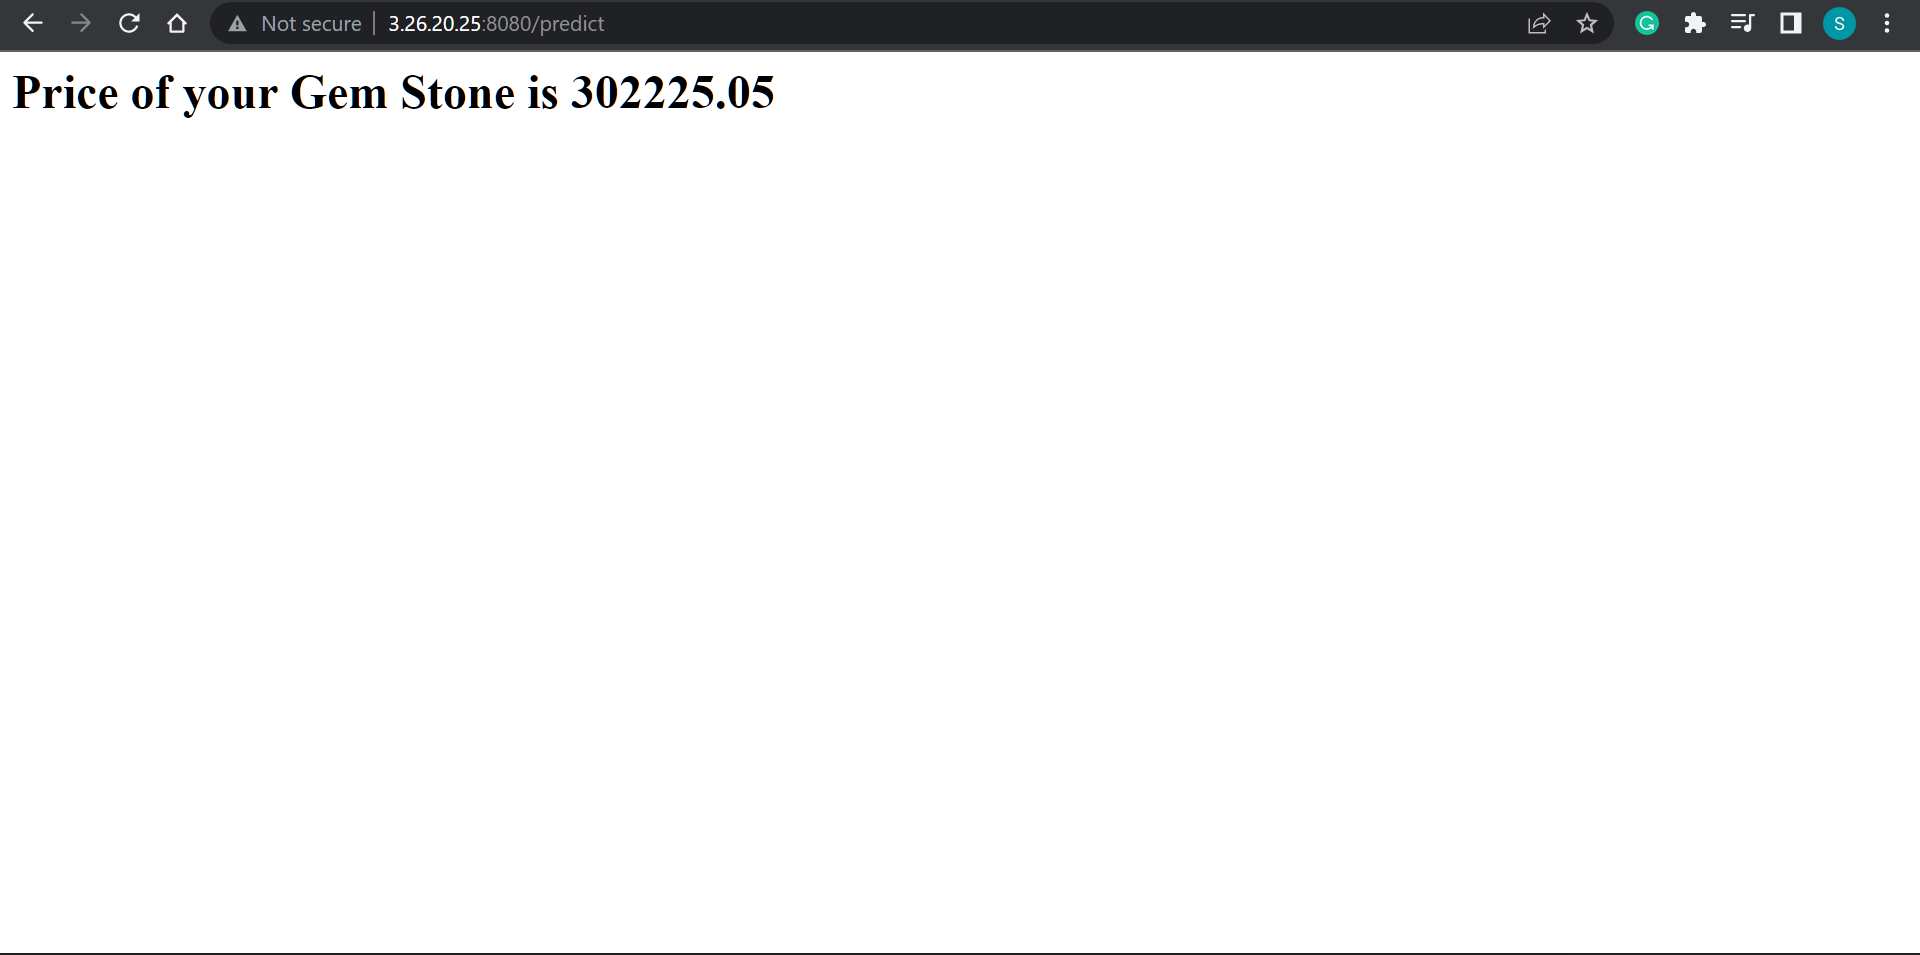 Not secure 3.26.20.25:8080/predict S
Price of your Gem Stone is 302225.05